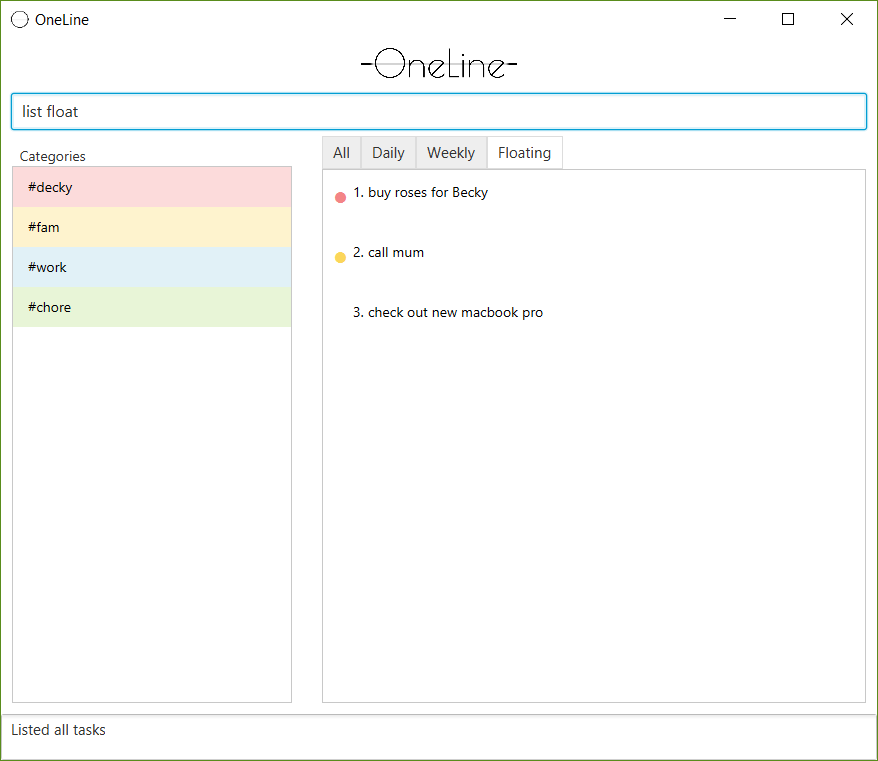 OneLine
OneLine
list float
Categories
#decky
#fam
#work
#chore
All Daily Weekly Floating
1. buy roses for Becky
2. call mum
3. check out new macbook pro
Listed all tasks